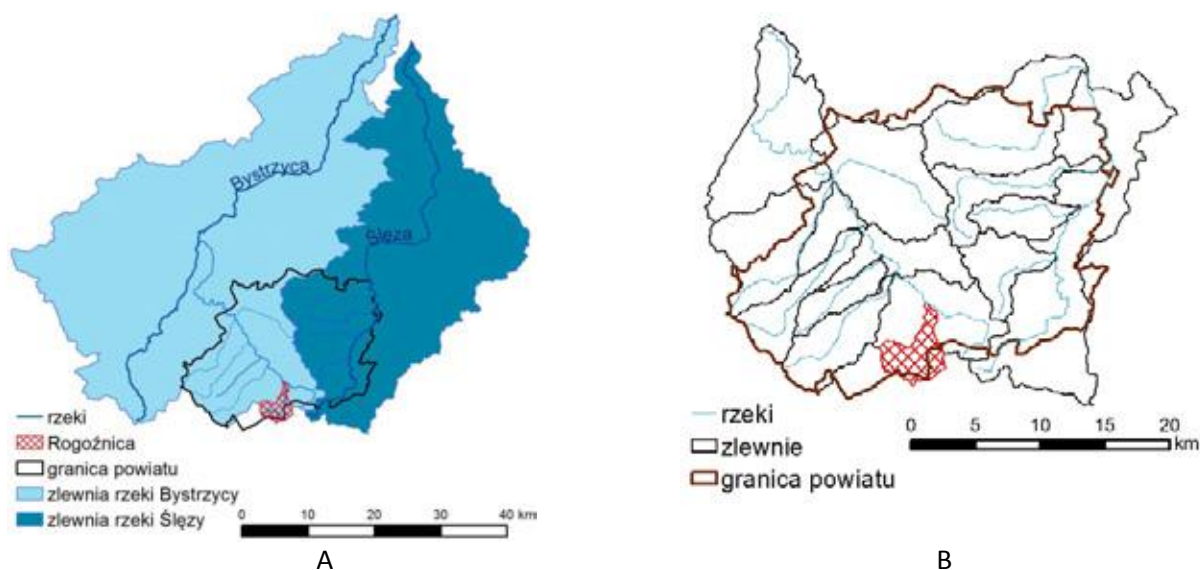 Bystrzyca
Ślęza
rzeki
Rogoźnica
granica powiatu
zlewnia rzeki Bystrzycy
zlewnia rzeki Ślęzy
0 10 20 30 40 km
A
rzeki
zlewnie
granica powiatu
0 5 10 15 20 km
B